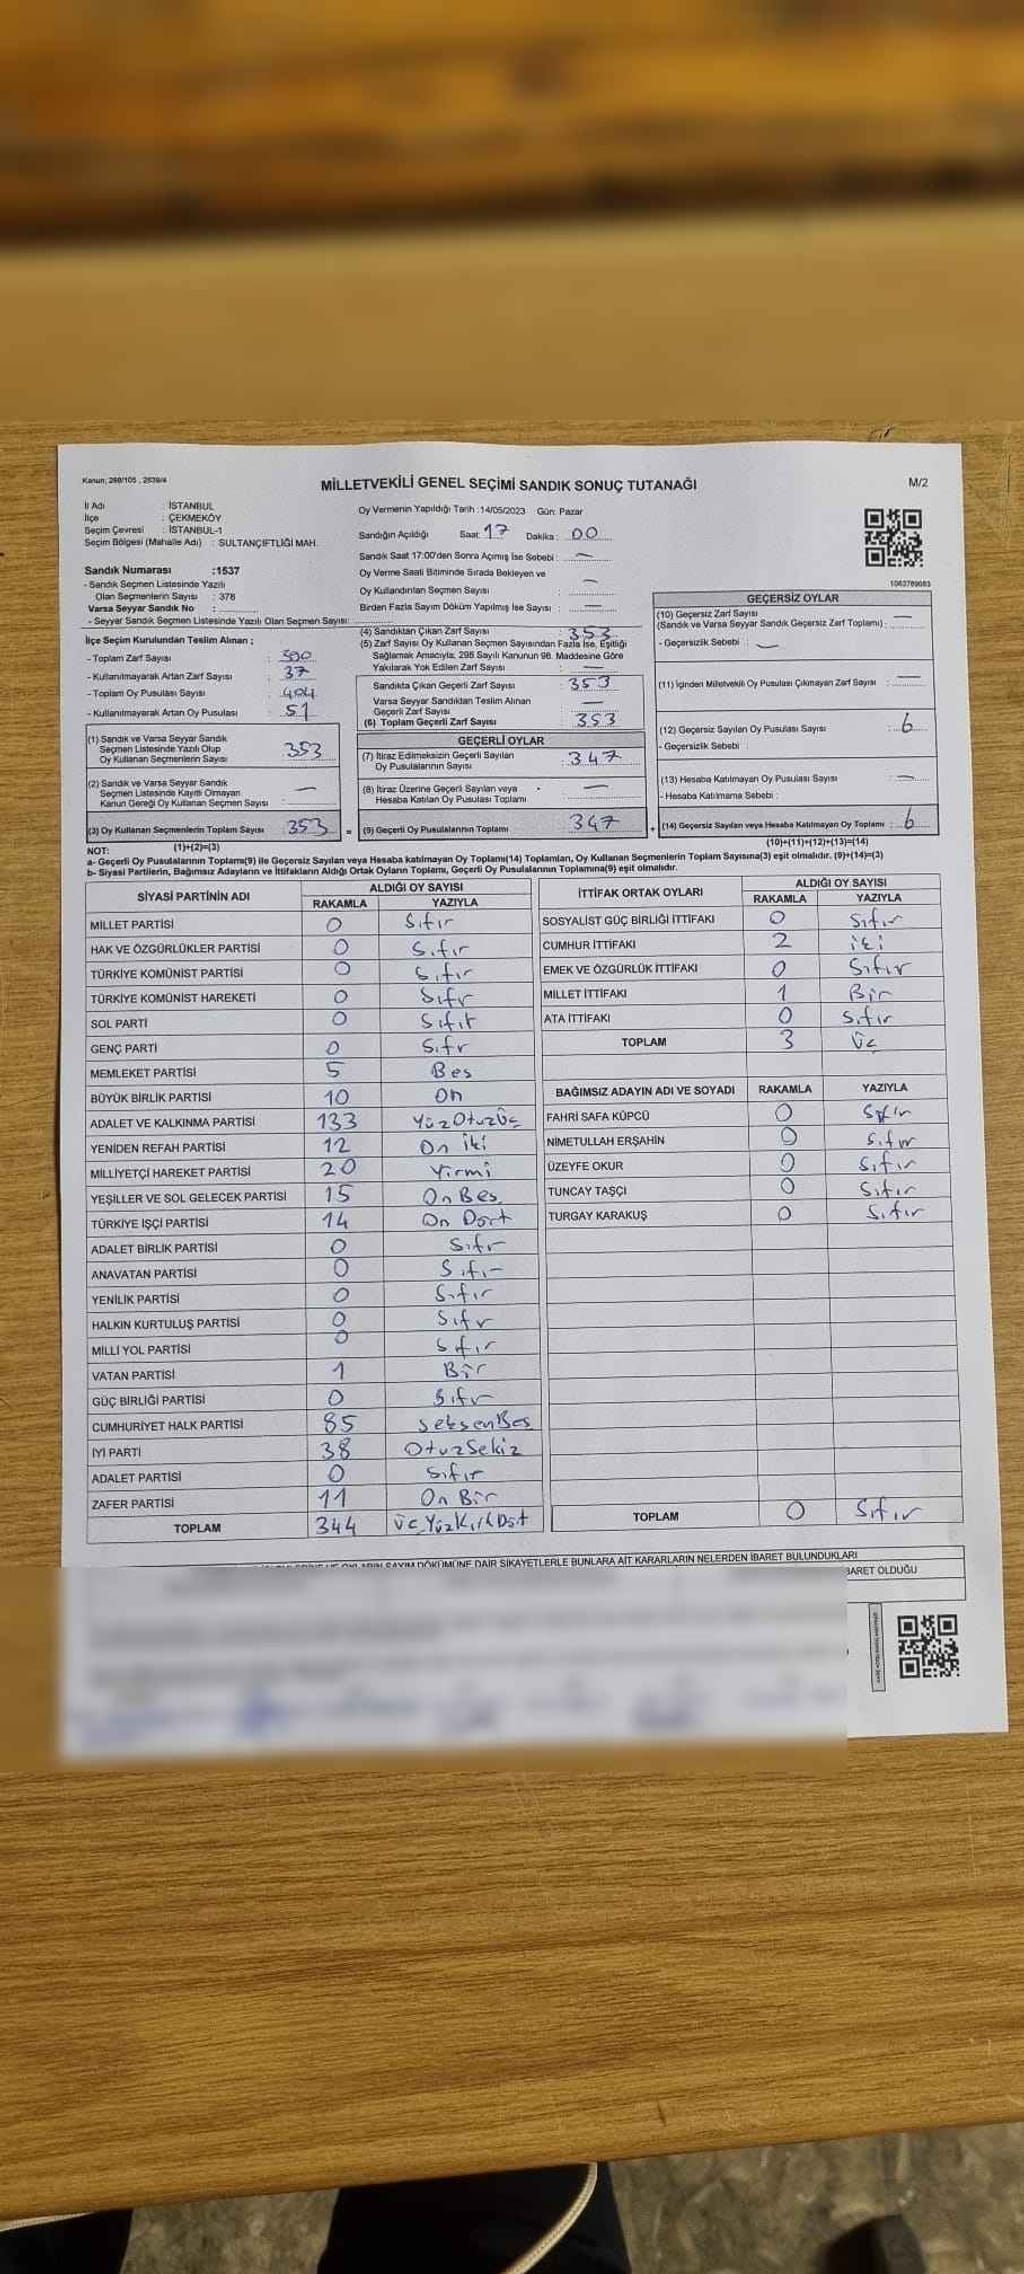 Kanun, 298/105 , 2839/4
MİLLETVEKİLİ GENEL SEÇİMİ SANDIK SONUÇ TUTANAĞI
M/2
İl Adı : İSTANBUL
İlçe : ÇEKMEKÖY
Seçim Çevresi : İSTANBUL-1
Seçim Bölgesi (Mahalle Adı) : SULTANÇİFTLİĞİ MAH.
Sandık Numarası :1537
- Sandık Seçmen Listesinde Yazılı
Olan Seçmenlerin Sayısı : 378
Varsa Seyyar Sandık No :
- Seyyar Sandık Seçmen Listesinde Yazılı Olan Seçmen Sayısı:
Oy Vermenin Yapıldığı Tarih :14/05/2023 Gün: Pazar
Sandığın Açıldığı Saat: 17 Dakika: 00
Sandık Saat 17:00'den Sonra Açımış İse Sebebi : —
Oy Verme Saati Bitiminde Sırada Bekleyen ve
Oy Kullandırılan Seçmen Sayısı : —
Birden Fazla Sayım Döküm Yapılmış İse Sayısı : —
1063789083
İlçe Seçim Kurulundan Teslim Alınan ;
- Toplam Zarf Sayısı : 390
- Kullanılmayarak Artan Zarf Sayısı : 37
- Toplam Oy Pusulası Sayısı : 404
- Kullanılmayarak Artan Oy Pusulası : 51
(1) Sandık ve Varsa Seyyar Sandık
Seçmen Listesinde Yazılı Olup
Oy Kullanan Seçmenlerin Sayısı : 353
(2) Sandık ve Varsa Seyyar Sandık
Seçmen Listesinde Kayıtlı Olmayan
Kanun Gereği Oy Kullanan Seçmen Sayısı : —
(3) Oy Kullanan Seçmenlerin Toplam Sayısı : 353
(1)+(2)=(3)
(4) Sandıktan Çıkan Zarf Sayısı : 353
(5) Zarf Sayısı Oy Kullanan Seçmen Sayısından Fazla İse, Eşitliği
Sağlamak Amacıyla, 298 Sayılı Kanunun 98. Maddesine Göre
Yakılarak Yok Edilen Zarf Sayısı : —
Sandıkta Çıkan Geçerli Zarf Sayısı : 353
Varsa Seyyar Sandıktan Teslim Alınan
Geçerli Zarf Sayısı : —
(6) Toplam Geçerli Zarf Sayısı : 353
GEÇERLİ OYLAR
(7) İtiraz Edilmeksizin Geçerli Sayılan
Oy Pusulalarının Sayısı : 347
(8) İtiraz Üzerine Geçerli Sayılan veya
Hesaba Katılan Oy Pusulası Toplamı : —
= (9) Geçerli Oy Pusulalarının Toplamı : 347
GEÇERSİZ OYLAR
(10) Geçersiz Zarf Sayısı
(Sandık ve Varsa Seyyar Sandık Geçersiz Zarf Toplamı) : —
- Geçersizlik Sebebi : —
(11) İçinden Milletvekili Oy Pusulası Çıkmayan Zarf Sayısı : —
(12) Geçersiz Sayılan Oy Pusulası Sayısı : 6
- Geçersizlik Sebebi :
(13) Hesaba Katılmayan Oy Pusulası Sayısı : —
- Hesaba Katılmama Sebebi :
+ (14) Geçersiz Sayılan veya Hesaba Katılmayan Oy Toplamı : 6
(10)+(11)+(12)+(13)=(14)
NOT:
a- Geçerli Oy Pusulalarının Toplamı(9) ile Geçersiz Sayılan veya Hesaba katılmayan Oy Toplamı(14) Toplamları, Oy Kullanan Seçmenlerin Toplam Sayısına(3) eşit olmalıdır. (9)+(14)=(3)
b- Siyasi Partilerin, Bağımsız Adayların ve İttifakların Aldığı Ortak Oyların Toplamı, Geçerli Oy Pusulalarının Toplamına(9) eşit olmalıdır.
SİYASİ PARTİNİN ADI ALDIĞI OY SAYISI
RAKAMLA YAZIYLA
MİLLET PARTİSİ 0 Sıfır
HAK VE ÖZGÜRLÜKLER PARTİSİ 0 Sıfır
TÜRKİYE KOMÜNİST PARTİSİ 0 Sıfır
TÜRKİYE KOMÜNİST HAREKETİ 0 Sıfr
SOL PARTİ 0 Sıfır
GENÇ PARTİ 0 Sıfr
MEMLEKET PARTİSİ 5 Bes
BÜYÜK BİRLİK PARTİSİ 10 On
ADALET VE KALKINMA PARTİSİ 133 YüzOtuzÜç
YENİDEN REFAH PARTİSİ 12 On İki
MİLLİYETÇİ HAREKET PARTİSİ 20 Yirmi
YEŞİLLER VE SOL GELECEK PARTİSİ 15 OnBes
TÜRKİYE İŞÇİ PARTİSİ 14 On Dört
ADALET BİRLİK PARTİSİ 0 Sıfr
ANAVATAN PARTİSİ 0 Sıfır
YENİLİK PARTİSİ 0 Sıfır
HALKIN KURTULUŞ PARTİSİ 0 Sıfr
MİLLİ YOL PARTİSİ 0 Sıfır
VATAN PARTİSİ 1 Bir
GÜÇ BİRLİĞİ PARTİSİ 0 Sıfr
CUMHURİYET HALK PARTİSİ 85 SeksenBes
İYİ PARTİ 38 OtuzSekiz
ADALET PARTİSİ 0 Sıfır
ZAFER PARTİSİ 11 On Bir
TOPLAM 344 ÜçYüzKırkDört
İTTİFAK ORTAK OYLARI ALDIĞI OY SAYISI
RAKAMLA YAZIYLA
SOSYALİST GÜÇ BİRLİĞİ İTTİFAKI 0 Sıfır
CUMHUR İTTİFAKI 2 iki
EMEK VE ÖZGÜRLÜK İTTİFAKI 0 Sıfır
MİLLET İTTİFAKI 1 Bir
ATA İTTİFAKI 0 Sıfır
TOPLAM 3 Üç
BAĞIMSIZ ADAYIN ADI VE SOYADI RAKAMLA YAZIYLA
FAHRİ SAFA KÜPCÜ 0 Sıfır
NİMETULLAH ERŞAHİN 0 Sıfır
ÜZEYFE OKUR 0 Sıfır
TUNCAY TAŞÇI 0 Sıfır
TURGAY KARAKUŞ 0 Sıfır
TOPLAM 0 Sıfır
SAYIM DÖKÜMÜNE DAİR ŞİKAYETLERLE BUNLARA AİT KARARLARIN NELERDEN İBARET BULUNDUKLARI
BARET OLDUĞU